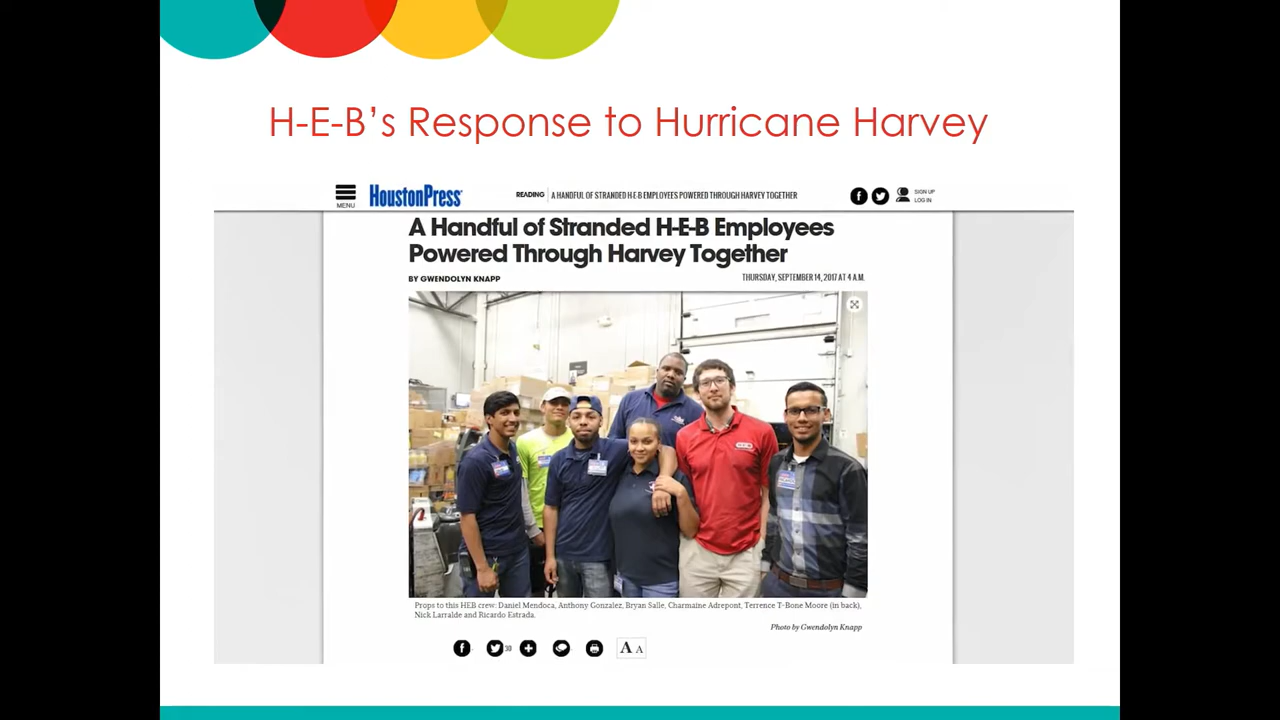 H-E-B's Response to Hurricane Harvey
MENU
HoustonPress
READING
A HANDFUL OF STRANDED H-E-B EMPLOYEES POWERED THROUGH HARVEY TOGETHER
SIGN UP
LOG IN
A Handful of Stranded H-E-B Employees
Powered Through Harvey Together
BY GWENDOLYN KNAPP
THURSDAY, SEPTEMBER 14, 2017 AT 4 A.M.
Props to this HEB crew: Daniel Mendoca, Anthony Gonzalez, Bryan Salle, Charmaine Adrepont, Terrence T-Bone Moore (in back),
Nick Larralde and Ricardo Estrada.
Photo by Gwendolyn Knapp
30
A A